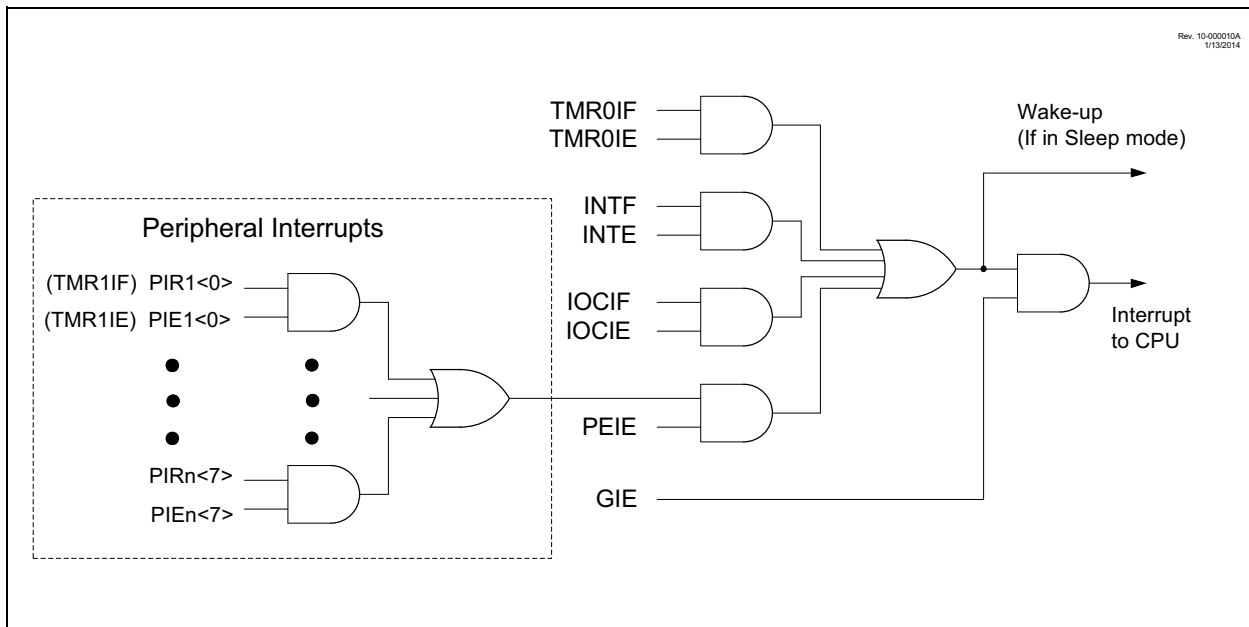 Rev. 10-000010A
1/13/2014
TMR0IF
TMR0IE
Wake-up
(If in Sleep mode)
INTF
INTE
Peripheral Interrupts
(TMR1IF) PIR1<0>
(TMR1IE) PIE1<0>
IOCIF
IOCIE
Interrupt
to CPU
PEIE
PIRn<7>
PIEn<7>
GIE